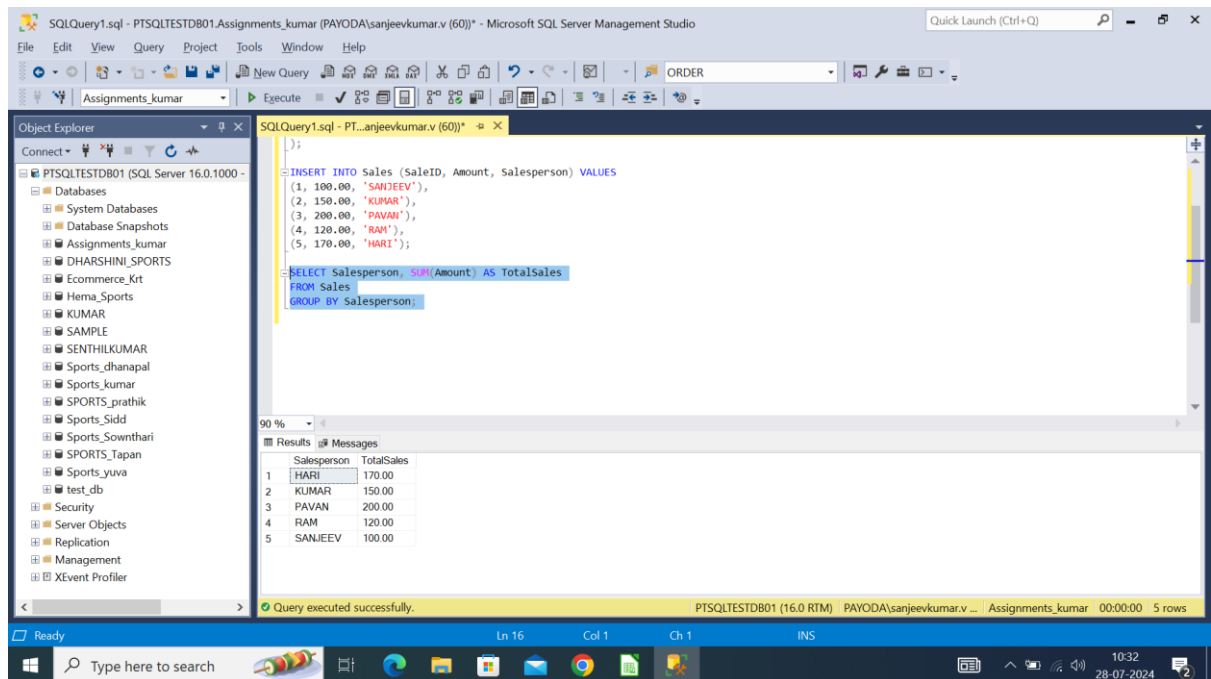 SQLQuery1.sql - PTSQLTESTDB01.Assignments_kumar (PAYODA\sanjeevkumar.v (60))* - Microsoft SQL Server Management Studio
Quick Launch (Ctrl+Q)
File Edit View Query Project Tools Window Help
New Query
ORDER
Assignments_kumar
Execute
Object Explorer
Connect
PTSQLTESTDB01 (SQL Server 16.0.1000 -
Databases
System Databases
Database Snapshots
Assignments_kumar
DHARSHINI_SPORTS
Ecommerce_Krt
Hema_Sports
KUMAR
SAMPLE
SENTHILKUMAR
Sports_dhanapal
Sports_kumar
SPORTS_prathik
Sports_Sidd
Sports_Sownthari
SPORTS_Tapan
Sports_yuva
test_db
Security
Server Objects
Replication
Management
XEvent Profiler
SQLQuery1.sql - PT...anjeevkumar.v (60))*
);
INSERT INTO Sales (SaleID, Amount, Salesperson) VALUES
(1, 100.00, 'SANJEEV'),
(2, 150.00, 'KUMAR'),
(3, 200.00, 'PAVAN'),
(4, 120.00, 'RAM'),
(5, 170.00, 'HARI');
SELECT Salesperson, SUM(Amount) AS TotalSales
FROM Sales
GROUP BY Salesperson;
90 %
Results Messages
Salesperson TotalSales
1 HARI 170.00
2 KUMAR 150.00
3 PAVAN 200.00
4 RAM 120.00
5 SANJEEV 100.00
Query executed successfully.
PTSQLTESTDB01 (16.0 RTM) PAYODA\sanjeevkumar.v ... Assignments_kumar 00:00:00 5 rows
Ready
Ln 16 Col 1 Ch 1 INS
Type here to search
10:32
28-07-2024
2